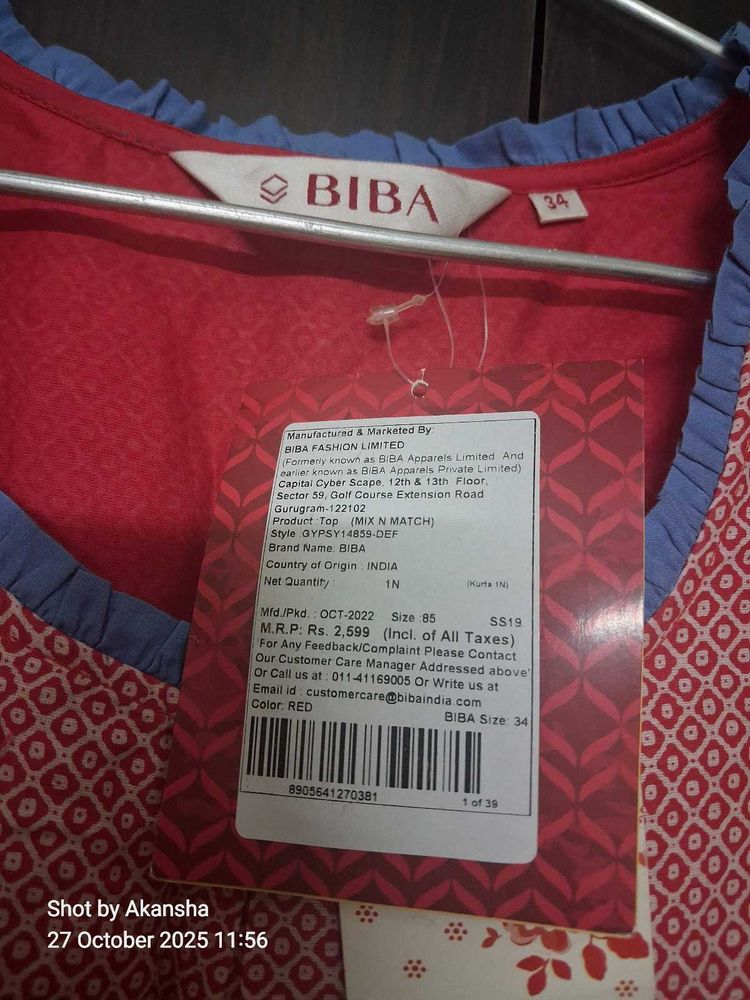 BIBA
34
Manufactured & Marketed By:
BIBA FASHION LIMITED
(Formerly known as BIBA Apparels Limited And
earlier known as BIBA Apparels Private Limited)
Capital Cyber Scape, 12th & 13th Floor,
Sector 59, Golf Course Extension Road
Gurugram-122102
Product :Top (MIX N MATCH)
Style :GYPSY14859-DEF
Brand Name: BIBA
Country of Origin : INDIA
Net Quantity : 1N (Kurta 1N)
Mfd./Pkd. : OCT-2022 Size :85 SS19
M.R.P: Rs. 2,599 (Incl. of All Taxes)
'For Any Feedback/Complaint Please Contact
Our Customer Care Manager Addressed above'
Or Call us at : 011-41169005 Or Write us at
Email id : customercare@bibaindia.com
Color: RED
BIBA Size: 34
8905641270381 1 of 39
Shot by Akansha
27 October 2025 11:56